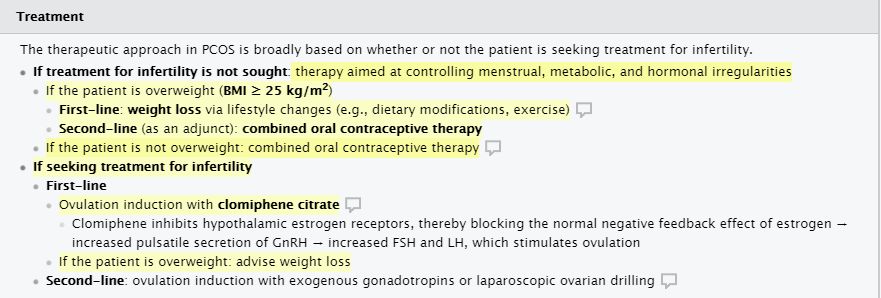 Treatment
The therapeutic approach in PCOS is broadly based on whether or not the patient is seeking treatment for infertility.
If treatment for infertility is not sought: therapy aimed at controlling menstrual, metabolic, and hormonal irregularities
If the patient is overweight (BMI ≥ 25 kg/m²)
First-line: weight loss via lifestyle changes (e.g., dietary modifications, exercise)
Second-line (as an adjunct): combined oral contraceptive therapy
If the patient is not overweight: combined oral contraceptive therapy
If seeking treatment for infertility
First-line
Ovulation induction with clomiphene citrate
Clomiphene inhibits hypothalamic estrogen receptors, thereby blocking the normal negative feedback effect of estrogen →
increased pulsatile secretion of GnRH → increased FSH and LH, which stimulates ovulation
If the patient is overweight: advise weight loss
Second-line: ovulation induction with exogenous gonadotropins or laparoscopic ovarian drilling